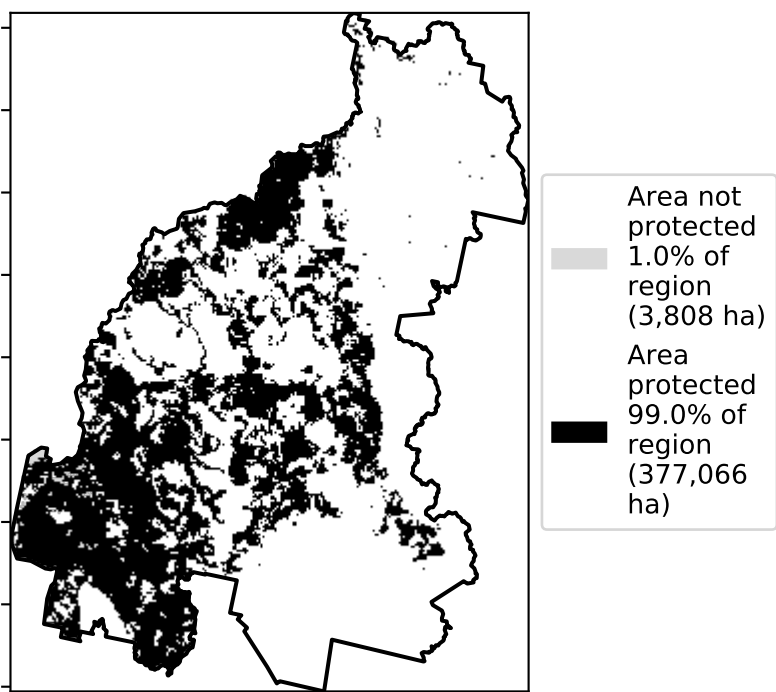 Area not
protected
1.0% of
region
(3,808 ha)
Area
protected
99.0% of
region
(377,066
ha)